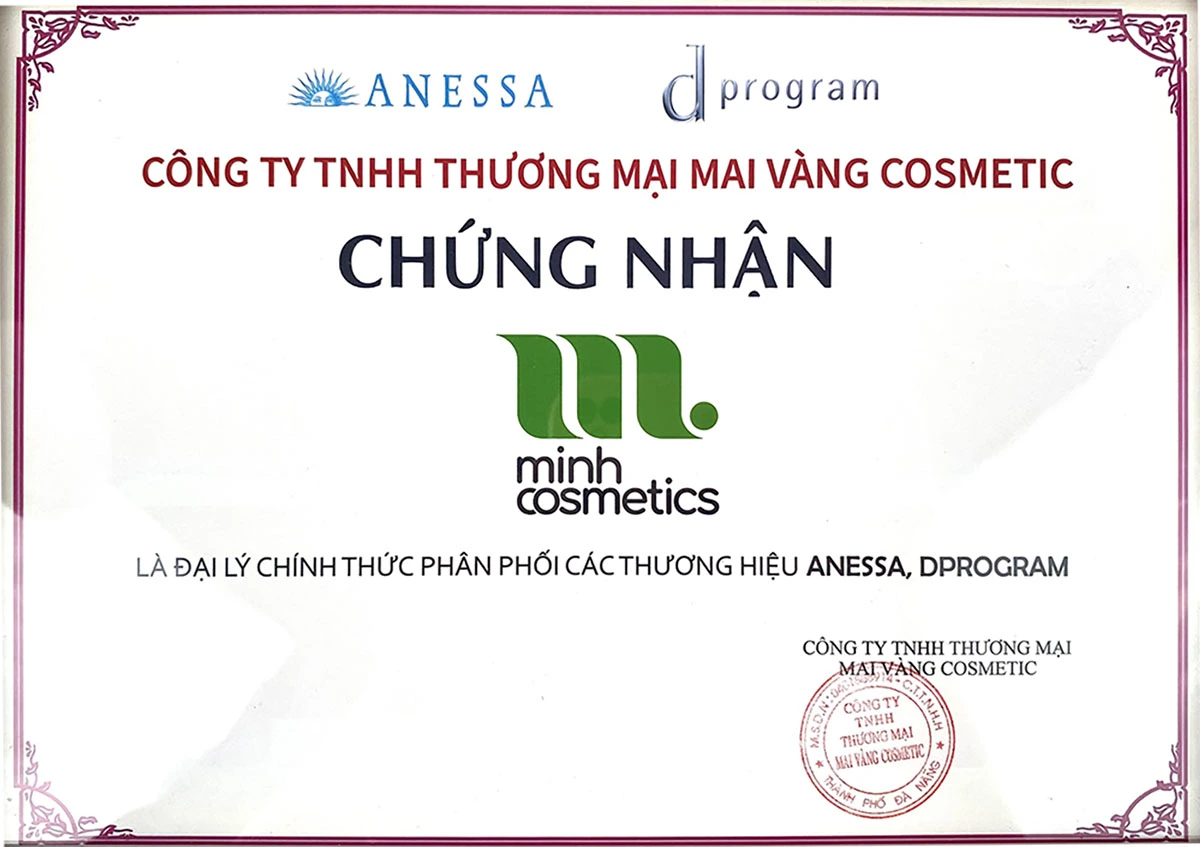 ANESSA
d program
CÔNG TY TNHH THƯƠNG MẠI MAI VÀNG COSMETIC
CHỨNG NHẬN
m.
minh
cosmetics
LÀ ĐẠI LÝ CHÍNH THỨC PHÂN PHỐI CÁC THƯƠNG HIỆU ANESSA, DPROGRAM
CÔNG TY TNHH THƯƠNG MẠI
MAI VÀNG COSMETIC
M.S.D.N: - C.T.T.N.H.H
CÔNG TY
TNHH
THƯƠNG MẠI
MAI VÀNG COSMETIC
THÀNH PHỐ ĐÀ NẴNG